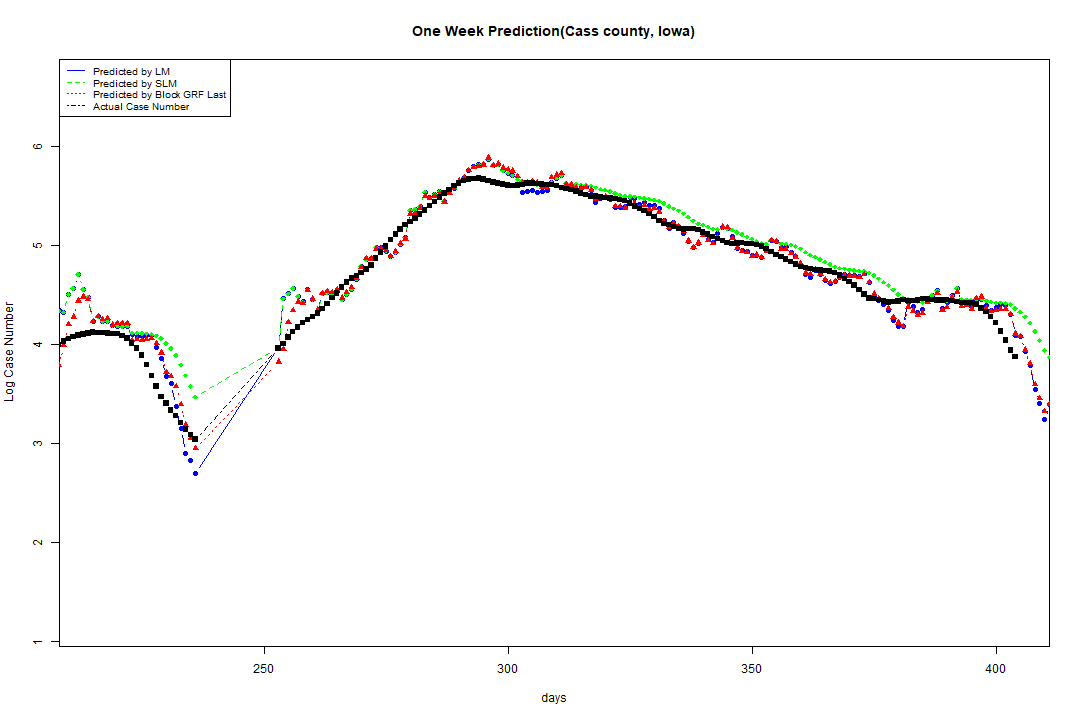 One Week Prediction(Cass county, Iowa)
Predicted by LM
Predicted by SLM
Predicted by Block GRF Last
Actual Case Number
6
5
4
3
2
1
Log Case Number
250 300 350 400
days